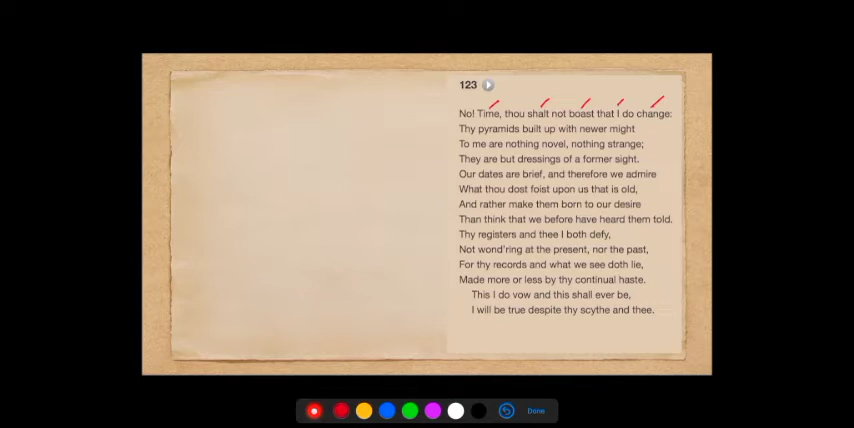 123
No! Time, thou shalt not boast that I do change:
Thy pyramids built up with newer might
To me are nothing novel, nothing strange;
They are but dressings of a former sight.
Our dates are brief, and therefore we admire
What thou dost foist upon us that is old,
And rather make them born to our desire
Than think that we before have heard them told.
Thy registers and thee I both defy,
Not wond'ring at the present, nor the past,
For thy records and what we see doth lie,
Made more or less by thy continual haste.
This I do vow and this shall ever be,
I will be true despite thy scythe and thee.
Done